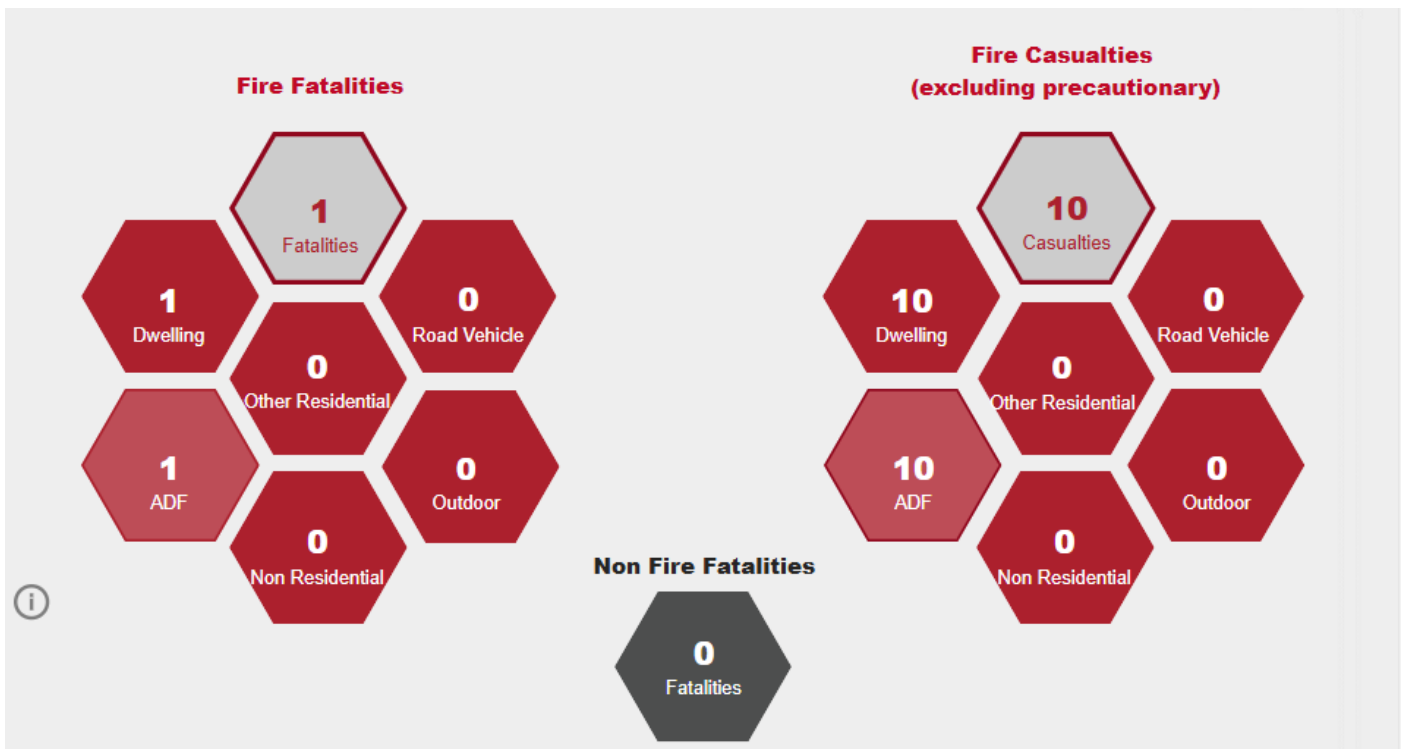 Fire Fatalities
1
Fatalities
1
Dwelling
0
Road Vehicle
0
Other Residential
1
ADF
0
Outdoor
0
Non Residential
Fire Casualties
(excluding precautionary)
10
Casualties
10
Dwelling
0
Road Vehicle
0
Other Residential
10
ADF
0
Outdoor
0
Non Residential
Non Fire Fatalities
0
Fatalities
i